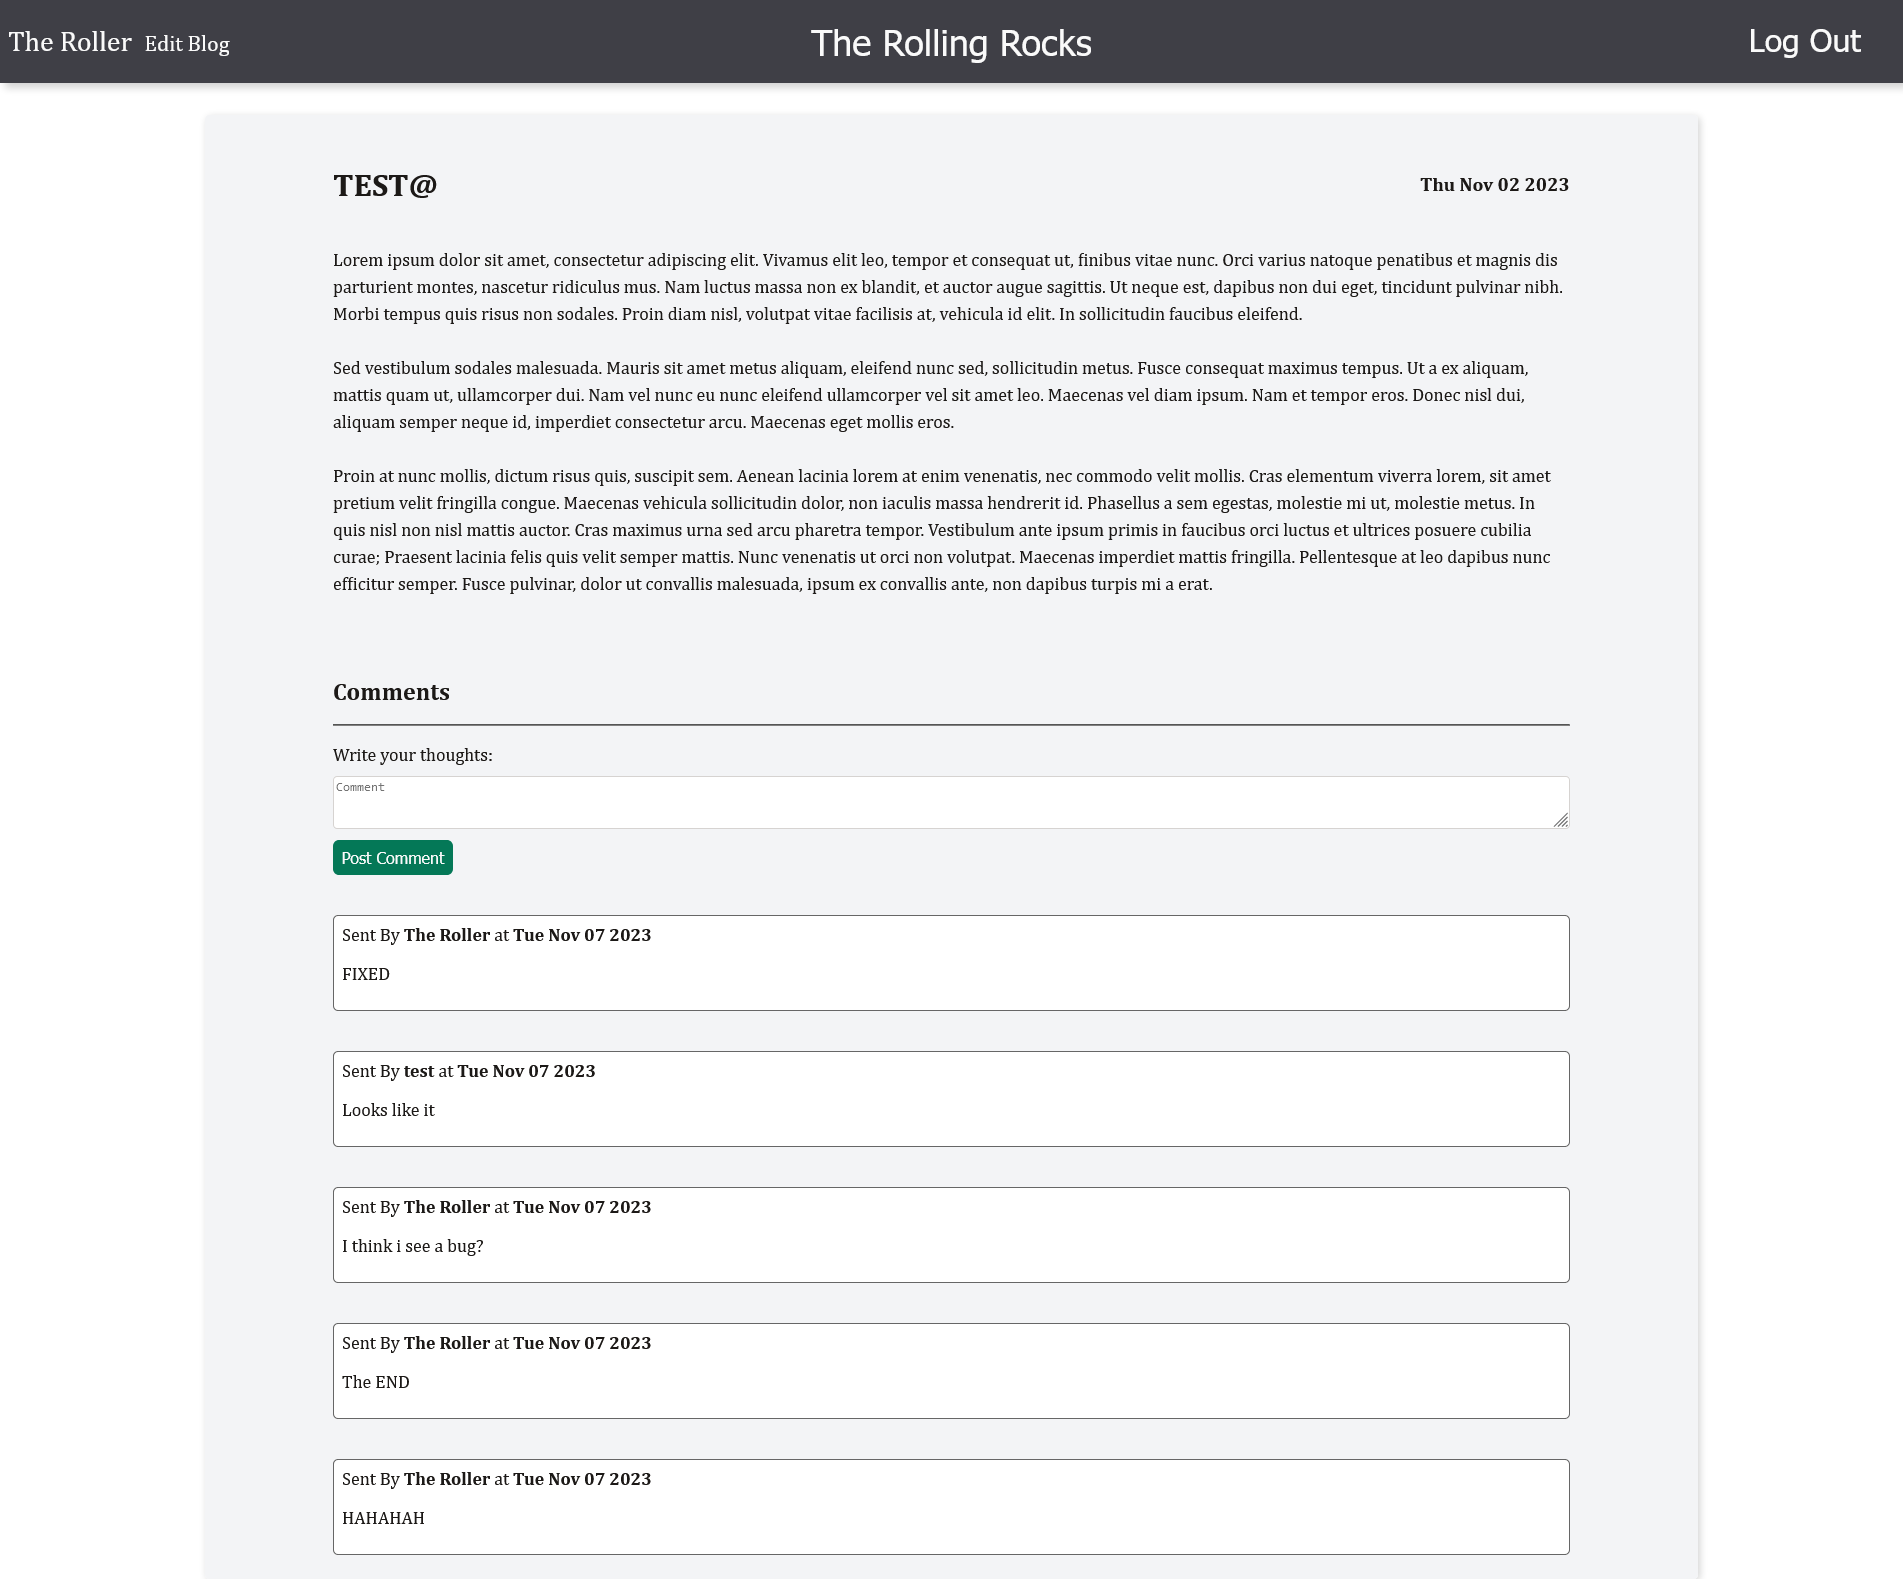 The Roller Edit Blog The Rolling Rocks Log Out
TEST@ Thu Nov 02 2023
Lorem ipsum dolor sit amet, consectetur adipiscing elit. Vivamus elit leo, tempor et consequat ut, finibus vitae nunc. Orci varius natoque penatibus et magnis dis
parturient montes, nascetur ridiculus mus. Nam luctus massa non ex blandit, et auctor augue sagittis. Ut neque est, dapibus non dui eget, tincidunt pulvinar nibh.
Morbi tempus quis risus non sodales. Proin diam nisl, volutpat vitae facilisis at, vehicula id elit. In sollicitudin faucibus eleifend.
Sed vestibulum sodales malesuada. Mauris sit amet metus aliquam, eleifend nunc sed, sollicitudin metus. Fusce consequat maximus tempus. Ut a ex aliquam,
mattis quam ut, ullamcorper dui. Nam vel nunc eu nunc eleifend ullamcorper vel sit amet leo. Maecenas vel diam ipsum. Nam et tempor eros. Donec nisl dui,
aliquam semper neque id, imperdiet consectetur arcu. Maecenas eget mollis eros.
Proin at nunc mollis, dictum risus quis, suscipit sem. Aenean lacinia lorem at enim venenatis, nec commodo velit mollis. Cras elementum viverra lorem, sit amet
pretium velit fringilla congue. Maecenas vehicula sollicitudin dolor, non iaculis massa hendrerit id. Phasellus a sem egestas, molestie mi ut, molestie metus. In
quis nisl non nisl mattis auctor. Cras maximus urna sed arcu pharetra tempor. Vestibulum ante ipsum primis in faucibus orci luctus et ultrices posuere cubilia
curae; Praesent lacinia felis quis velit semper mattis. Nunc venenatis ut orci non volutpat. Maecenas imperdiet mattis fringilla. Pellentesque at leo dapibus nunc
efficitur semper. Fusce pulvinar, dolor ut convallis malesuada, ipsum ex convallis ante, non dapibus turpis mi a erat.
Comments
Write your thoughts:
Comment
Post Comment
Sent By The Roller at Tue Nov 07 2023
FIXED
Sent By test at Tue Nov 07 2023
Looks like it
Sent By The Roller at Tue Nov 07 2023
I think i see a bug?
Sent By The Roller at Tue Nov 07 2023
The END
Sent By The Roller at Tue Nov 07 2023
HAHAHAH